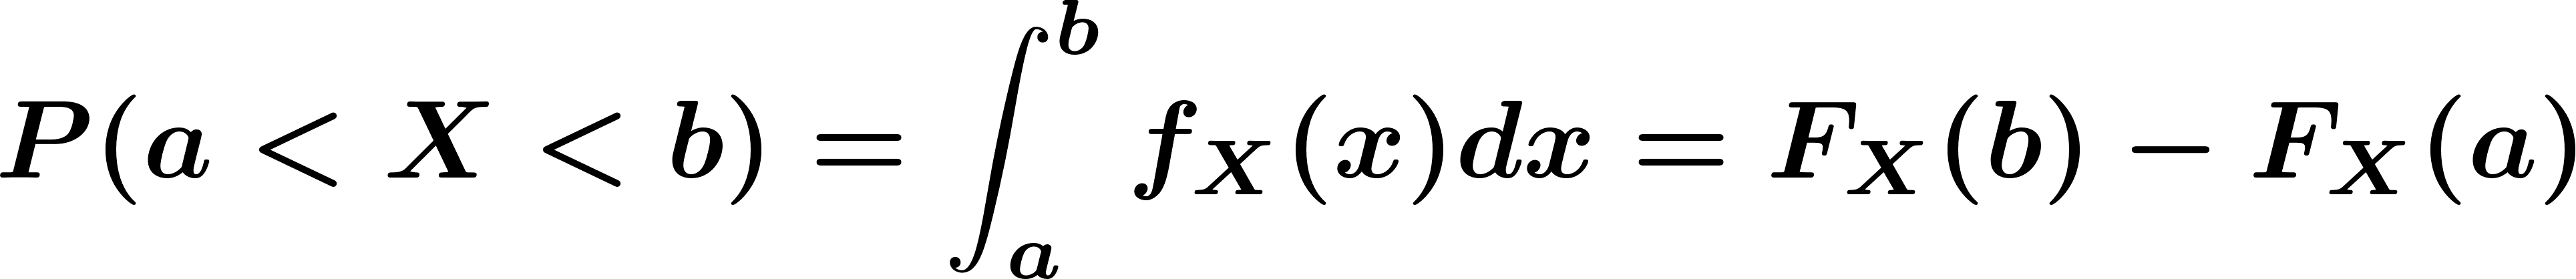 P(a < X < b) = ∫_a^b f_X(x)dx = F_X(b) − F_X(a)